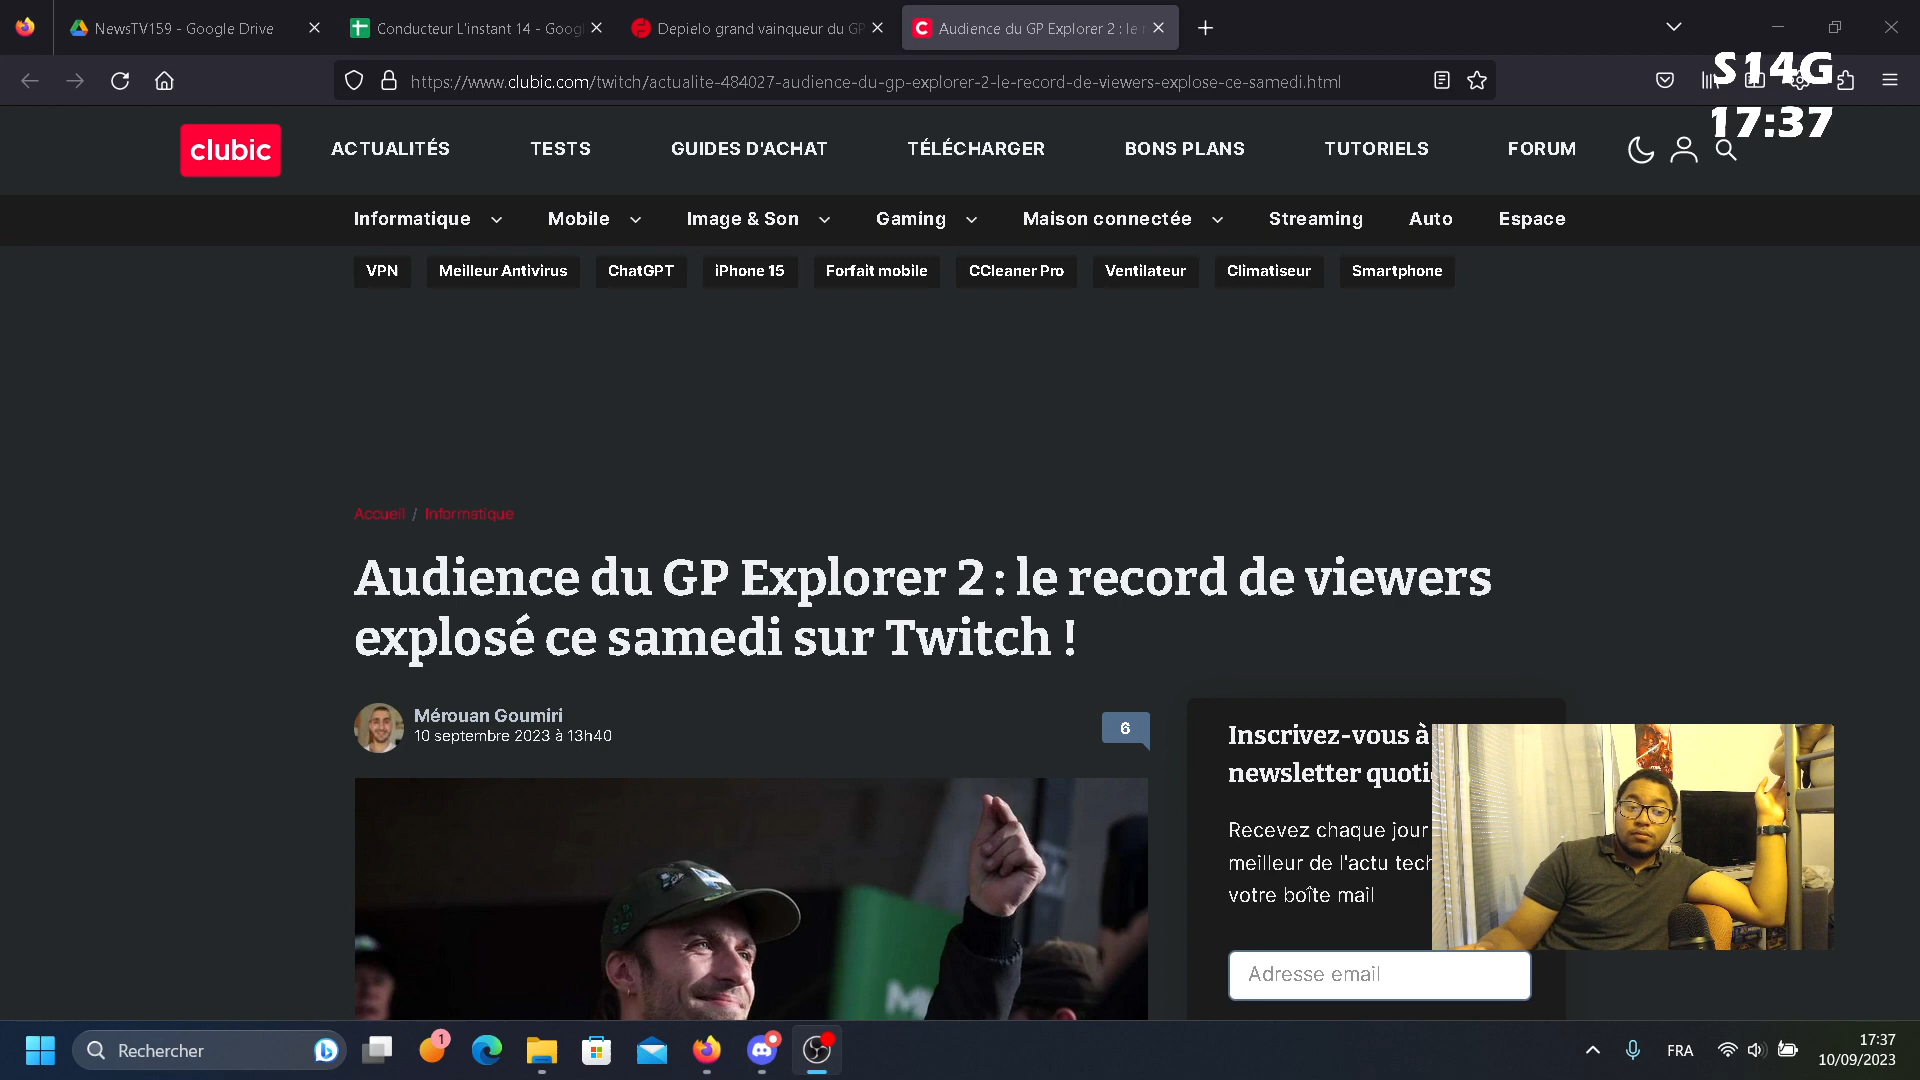 NewsTV159 - Google Drive
Conducteur L'instant 14 - Goog
Depielo grand vainqueur du GP
Audience du GP Explorer 2 : le r
https://www.clubic.com/twitch/actualite-484027-audience-du-gp-explorer-2-le-record-de-viewers-explose-ce-samedi.html
S14G
17:37
clubic
ACTUALITÉS
TESTS
GUIDES D'ACHAT
TÉLÉCHARGER
BONS PLANS
TUTORIELS
FORUM
Informatique
Mobile
Image & Son
Gaming
Maison connectée
Streaming
Auto
Espace
VPN
Meilleur Antivirus
ChatGPT
iPhone 15
Forfait mobile
CCleaner Pro
Ventilateur
Climatiseur
Smartphone
Accueil / Informatique
Audience du GP Explorer 2 : le record de viewers
explosé ce samedi sur Twitch !
Mérouan Goumiri
10 septembre 2023 à 13h40
6
Inscrivez-vous à
newsletter quoti
Recevez chaque jour
meilleur de l'actu tech
votre boîte mail
Adresse email
Rechercher
1
FRA
17:37
10/09/2023